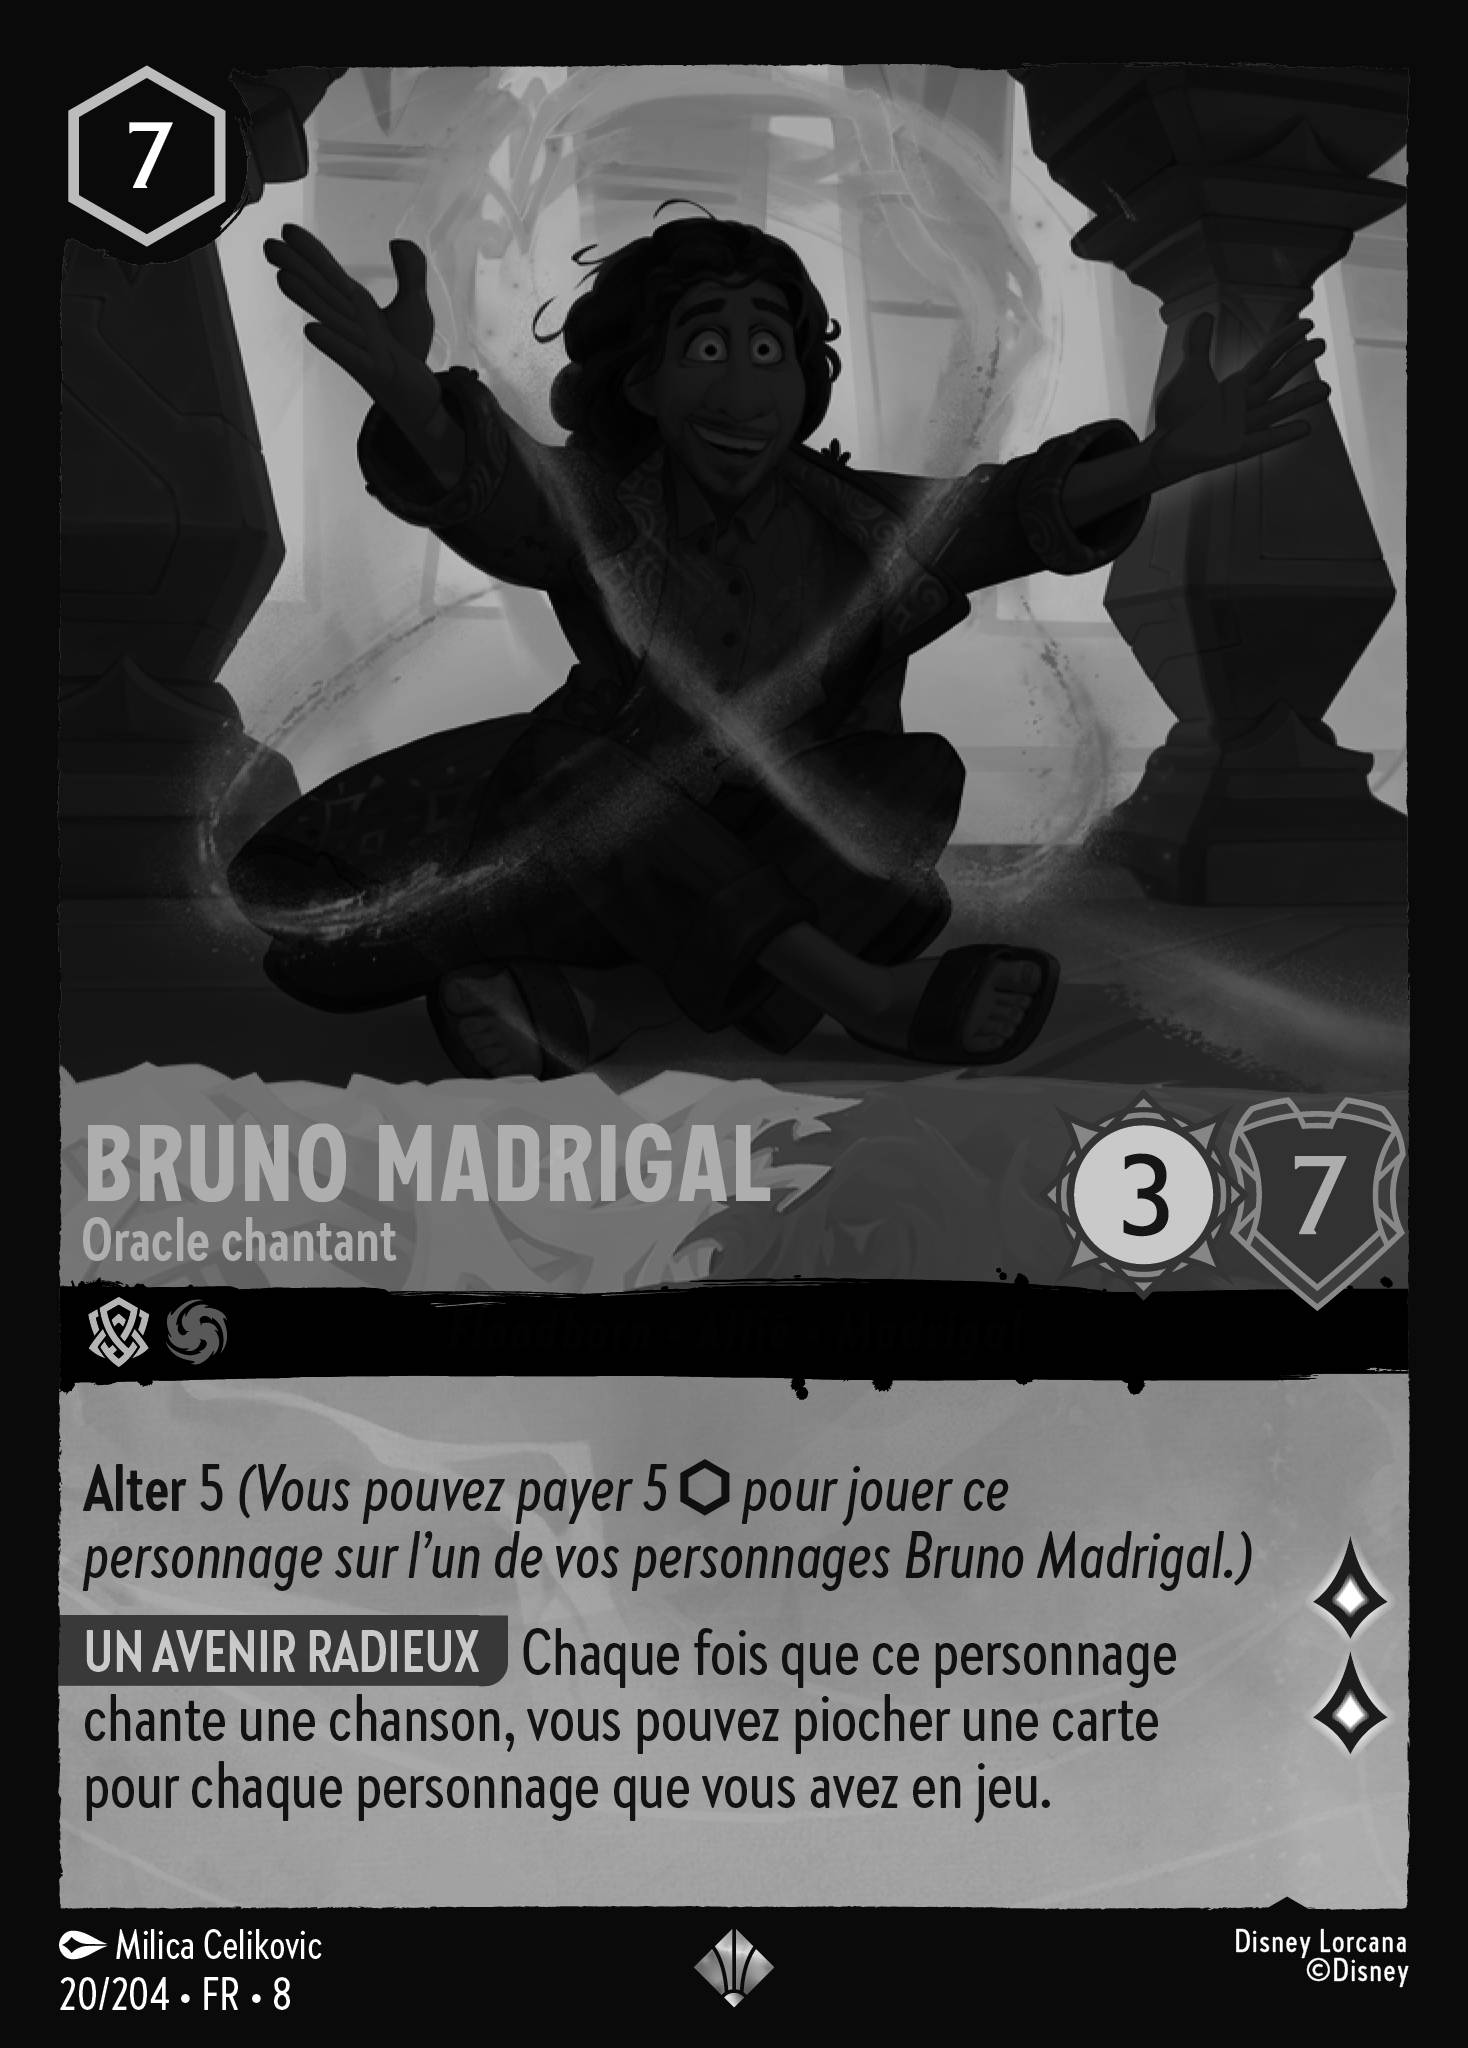 7
BRUNO MADRIGAL
3
7
Oracle chantant
Floodborn • Allié • Madrigal
Alter 5 (Vous pouvez payer 5 ⬡ pour jouer ce
personnage sur l'un de vos personnages Bruno Madrigal.)
UN AVENIR RADIEUX Chaque fois que ce personnage
chante une chanson, vous pouvez piocher une carte
pour chaque personnage que vous avez en jeu.
Milica Celikovic
20/204 • FR • 8
Disney Lorcana
©Disney